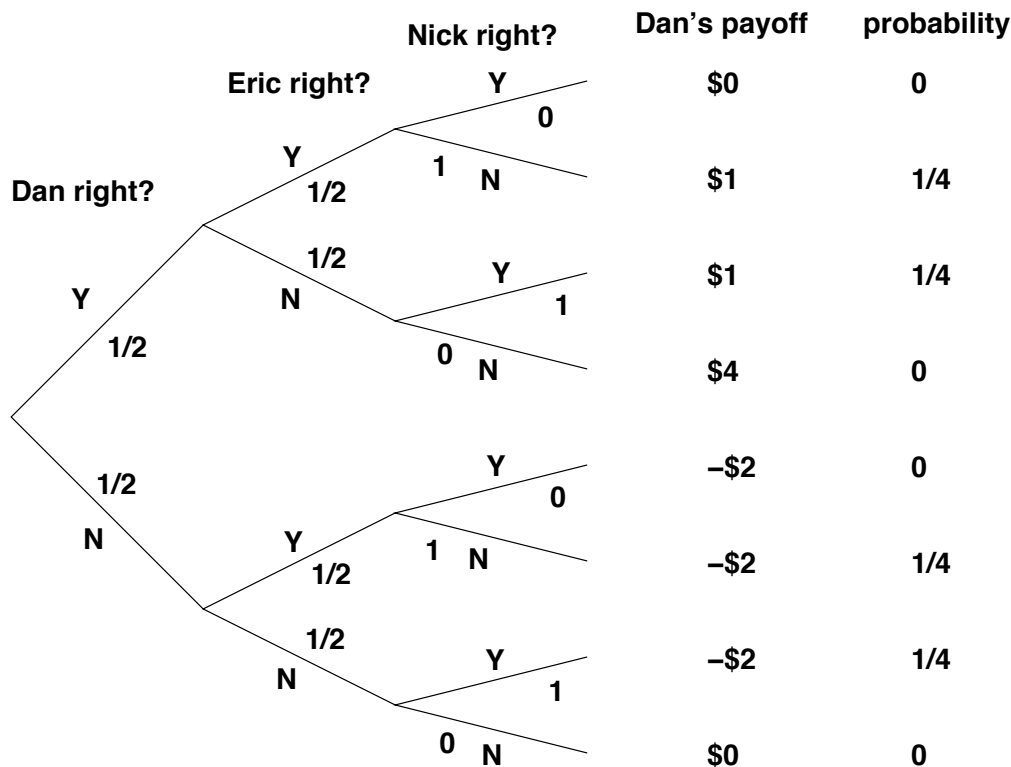 Nick right? Dan’s payoff probability
Eric right? Y $0 0
0
Y 1 N $1 1/4
Dan right? 1/2
1/2 Y $1 1/4
Y N 1
1/2 0 N $4 0
1/2 Y –$2 0
0
N Y 1 N –$2 1/4
1/2
1/2 Y –$2 1/4
N 1
0 N $0 0